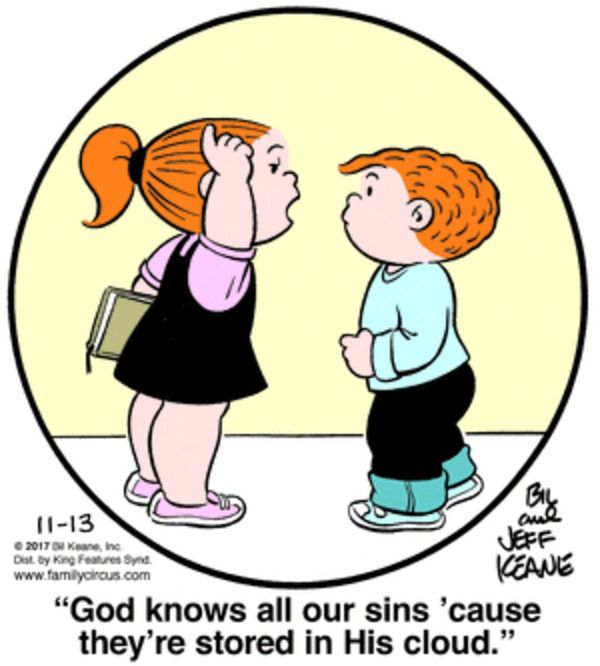 11-13
© 2017 Bil Keane, Inc.
Dist. by King Features Synd.
www.familycircus.com
BIL
and
JEFF
KEANE
“God knows all our sins ’cause
they’re stored in His cloud.”